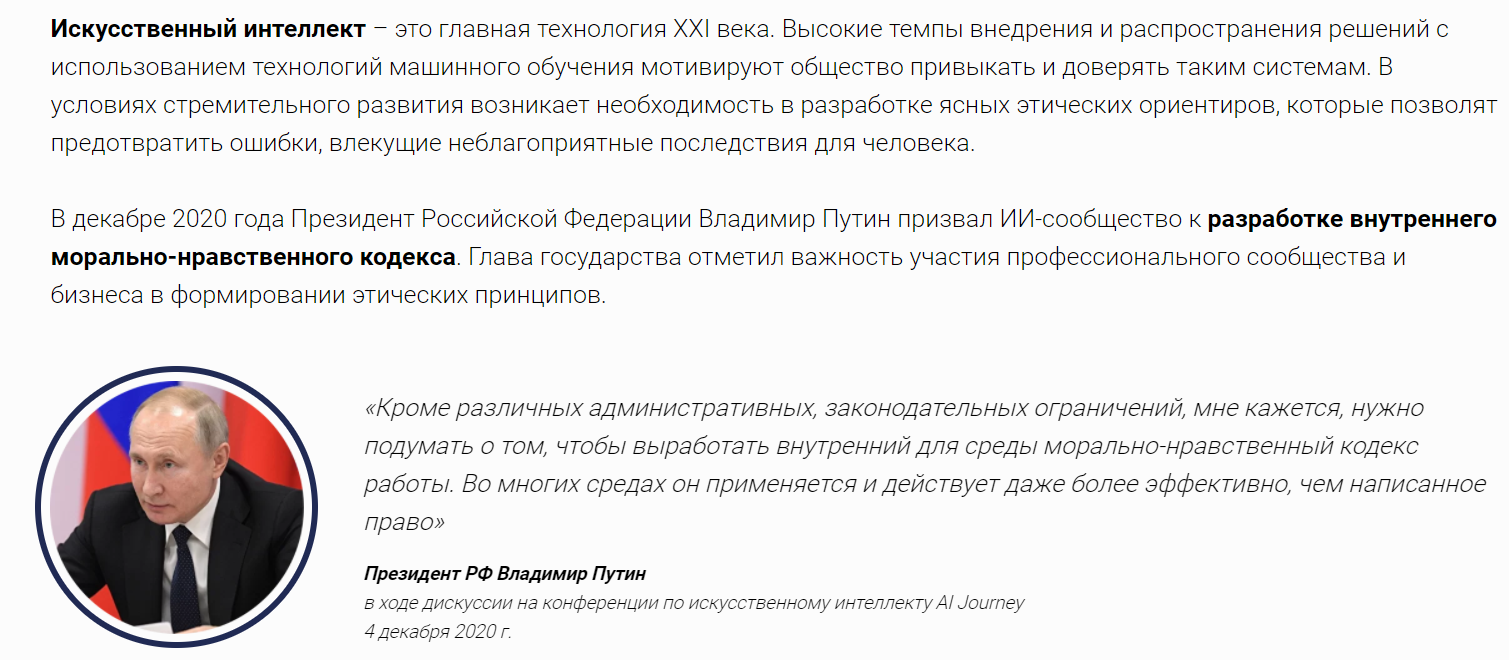 Искусственный интеллект – это главная технология XXI века. Высокие темпы внедрения и распространения решений с
использованием технологий машинного обучения мотивируют общество привыкать и доверять таким системам. В
условиях стремительного развития возникает необходимость в разработке ясных этических ориентиров, которые позволят
предотвратить ошибки, влекущие неблагоприятные последствия для человека.
В декабре 2020 года Президент Российской Федерации Владимир Путин призвал ИИ-сообщество к разработке внутреннего
морально-нравственного кодекса. Глава государства отметил важность участия профессионального сообщества и
бизнеса в формировании этических принципов.
«Кроме различных административных, законодательных ограничений, мне кажется, нужно
подумать о том, чтобы выработать внутренний для среды морально-нравственный кодекс
работы. Во многих средах он применяется и действует даже более эффективно, чем написанное
право»
Президент РФ Владимир Путин
в ходе дискуссии на конференции по искусственному интеллекту AI Journey
4 декабря 2020 г.